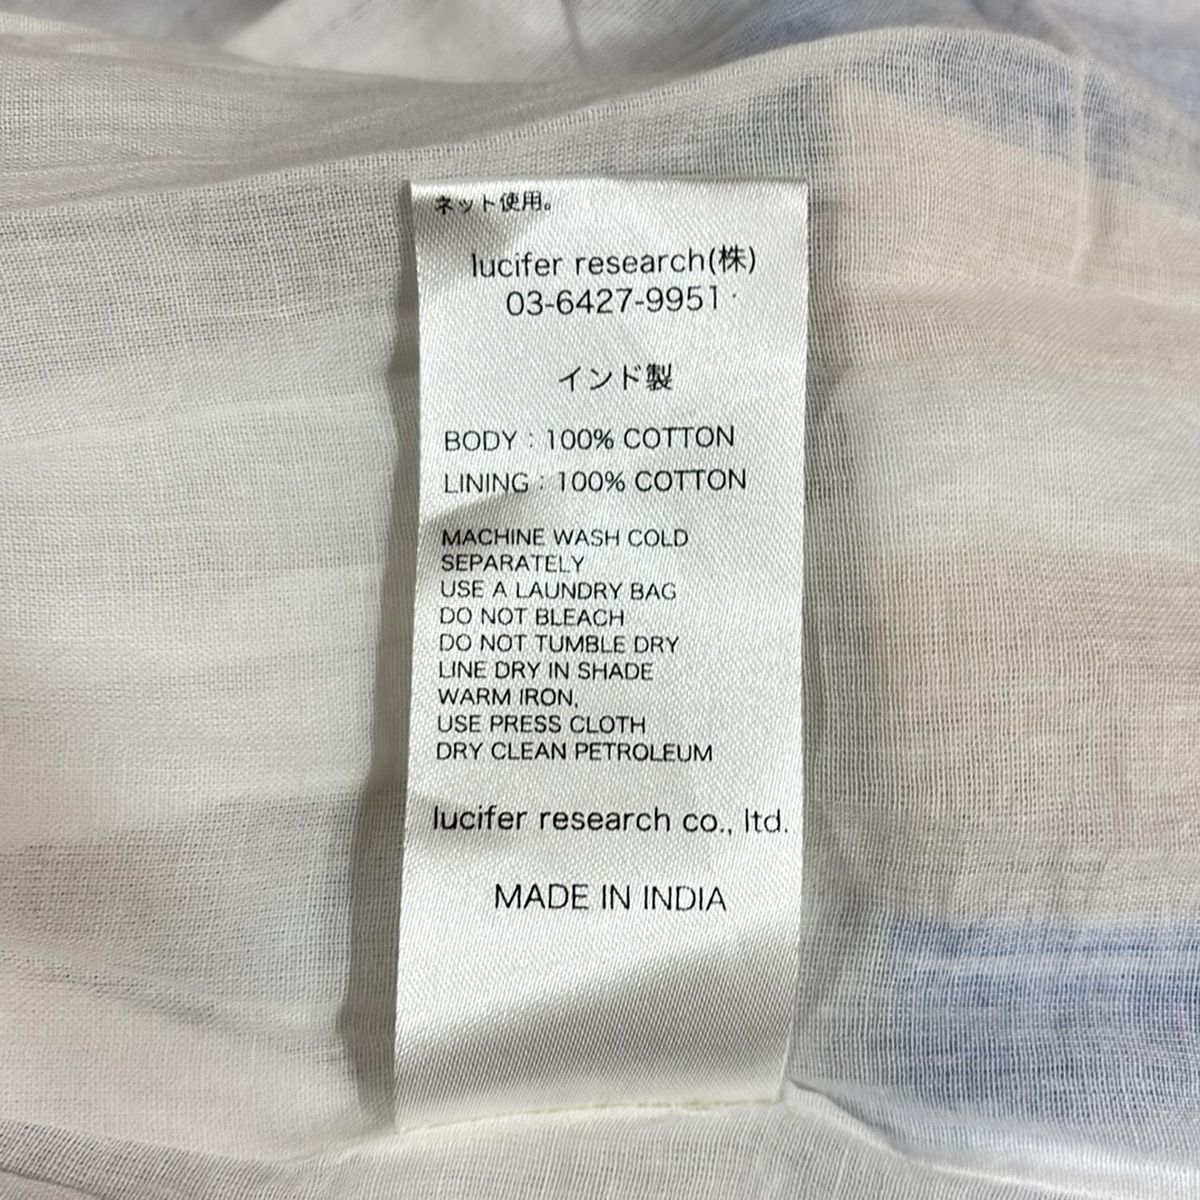 ネット使用。
lucifer research(株)
03-6427-9951
インド製
BODY : 100% COTTON
LINING : 100% COTTON
MACHINE WASH COLD
SEPARATELY
USE A LAUNDRY BAG
DO NOT BLEACH
DO NOT TUMBLE DRY
LINE DRY IN SHADE
WARM IRON,
USE PRESS CLOTH
DRY CLEAN PETROLEUM
lucifer research co., ltd.
MADE IN INDIA